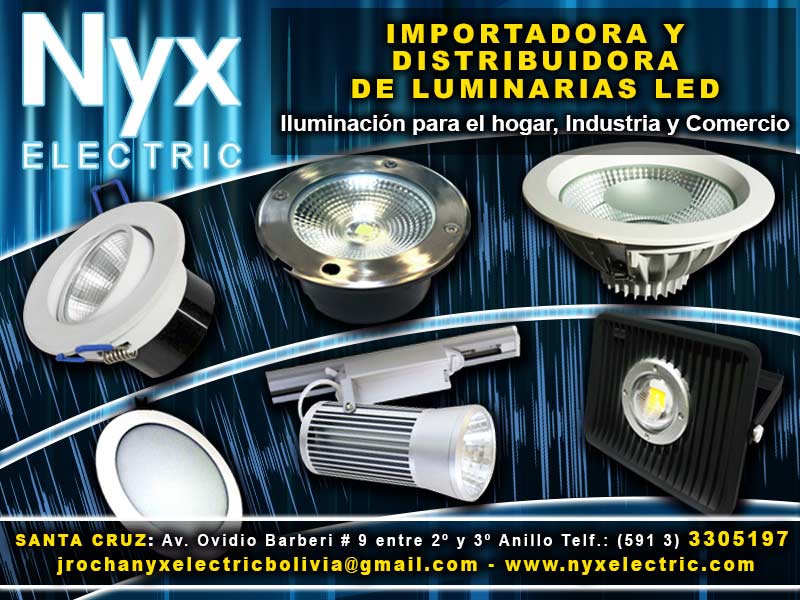 Nyx
ELECTRIC
IMPORTADORA Y
DISTRIBUIDORA
DE LUMINARIAS LED
Iluminación para el hogar, Industria y Comercio
SANTA CRUZ: Av. Ovidio Barberi # 9 entre 2º y 3º Anillo Telf.: (591 3) 3305197
jrochanyxelectricbolivia@gmail.com - www.nyxelectric.com